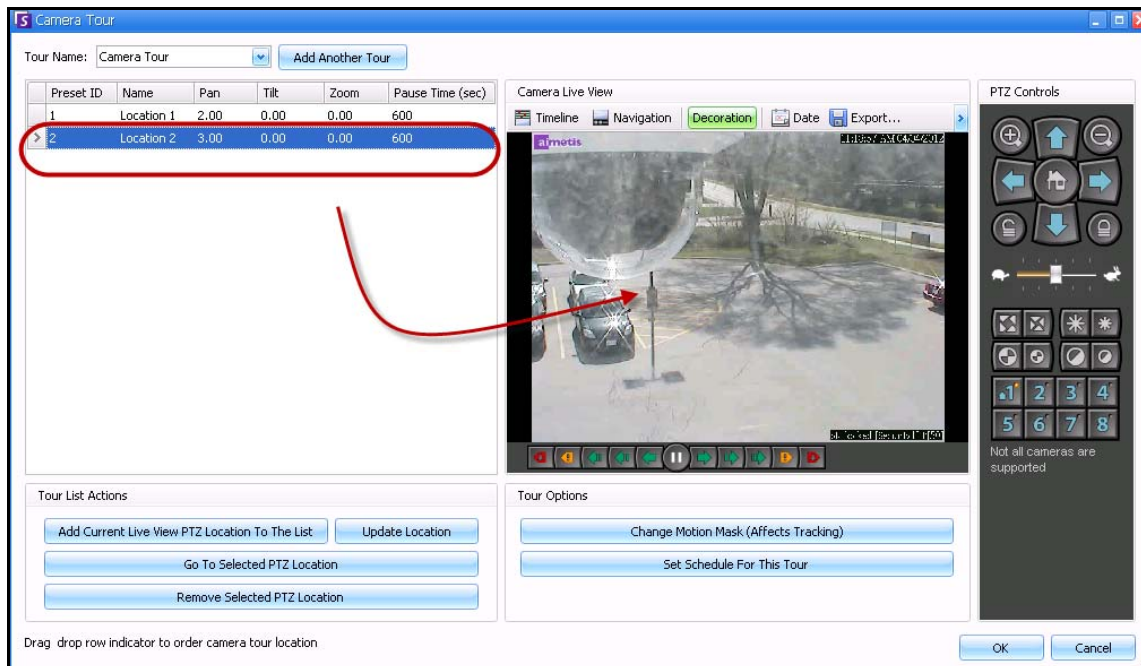 Camera Tour
Tour Name: Camera Tour Add Another Tour
Preset ID Name Pan Tilt Zoom Pause Time (sec)
1 Location 1 2.00 0.00 0.00 600
2 Location 2 3.00 0.00 0.00 600
Camera Live View
Timeline Navigation Decoration Date Export...
aimetis
PTZ Controls
1 2 3 4
5 6 7 8
Not all cameras are
supported
Tour List Actions
Add Current Live View PTZ Location To The List Update Location
Go To Selected PTZ Location
Remove Selected PTZ Location
Tour Options
Change Motion Mask (Affects Tracking)
Set Schedule For This Tour
Drag drop row indicator to order camera tour location
OK Cancel